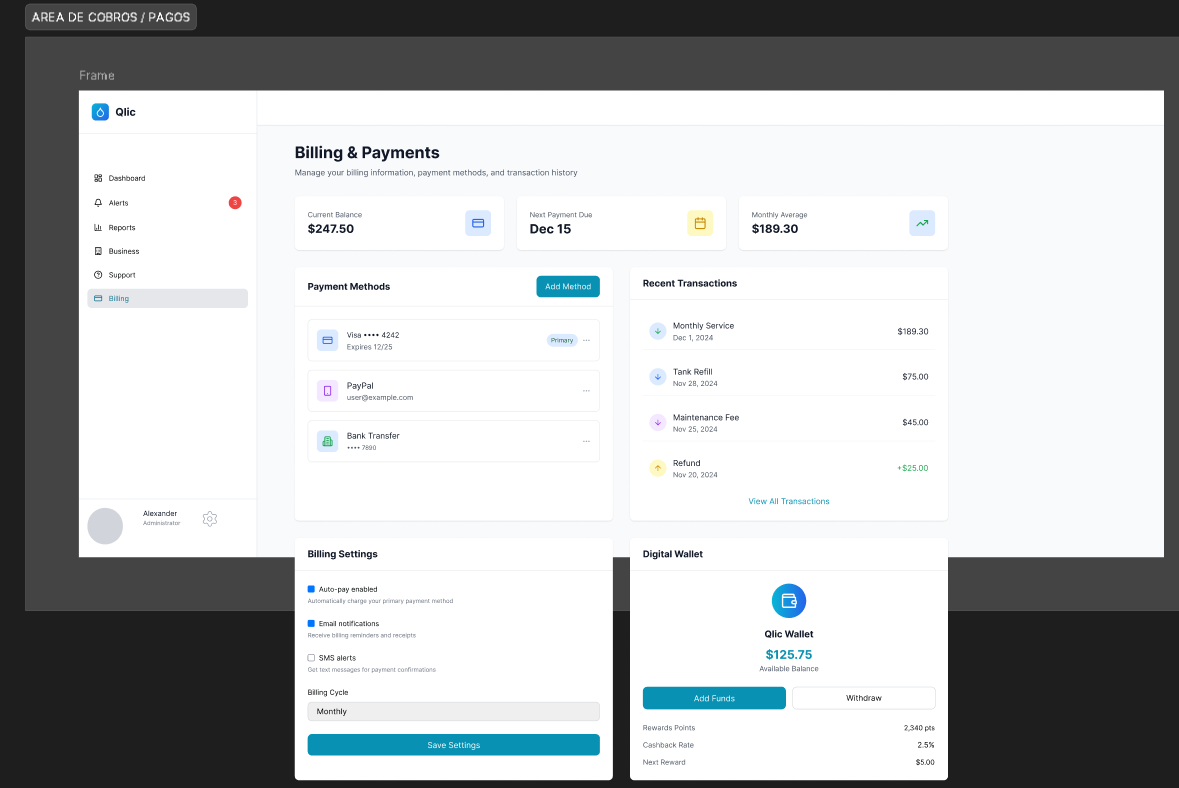 AREA DE COBROS / PAGOS
Frame
Qlic
Dashboard
Alerts
3
Reports
Business
Support
Billing
Alexander
Administrator
Billing & Payments
Manage your billing information, payment methods, and transaction history
Current Balance
$247.50
Next Payment Due
Dec 15
Monthly Average
$189.30
Payment Methods
Add Method
Visa •••• 4242
Expires 12/25
Primary
PayPal
user@example.com
Bank Transfer
•••• 7890
Recent Transactions
Monthly Service
Dec 1, 2024
$189.30
Tank Refill
Nov 28, 2024
$75.00
Maintenance Fee
Nov 25, 2024
$45.00
Refund
Nov 20, 2024
+$25.00
View All Transactions
Billing Settings
Auto-pay enabled
Automatically charge your primary payment method
Email notifications
Receive billing reminders and receipts
SMS alerts
Get text messages for payment confirmations
Billing Cycle
Monthly
Save Settings
Digital Wallet
Qlic Wallet
$125.75
Available Balance
Add Funds
Withdraw
Rewards Points
2,340 pts
Cashback Rate
2.5%
Next Reward
$5.00